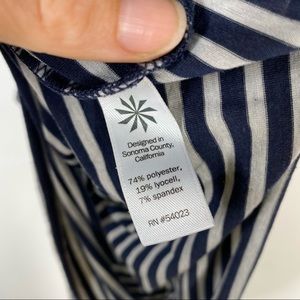 Designed in
Sonoma County,
California
74% polyester,
19% lyocell,
7% spandex
RN #54023